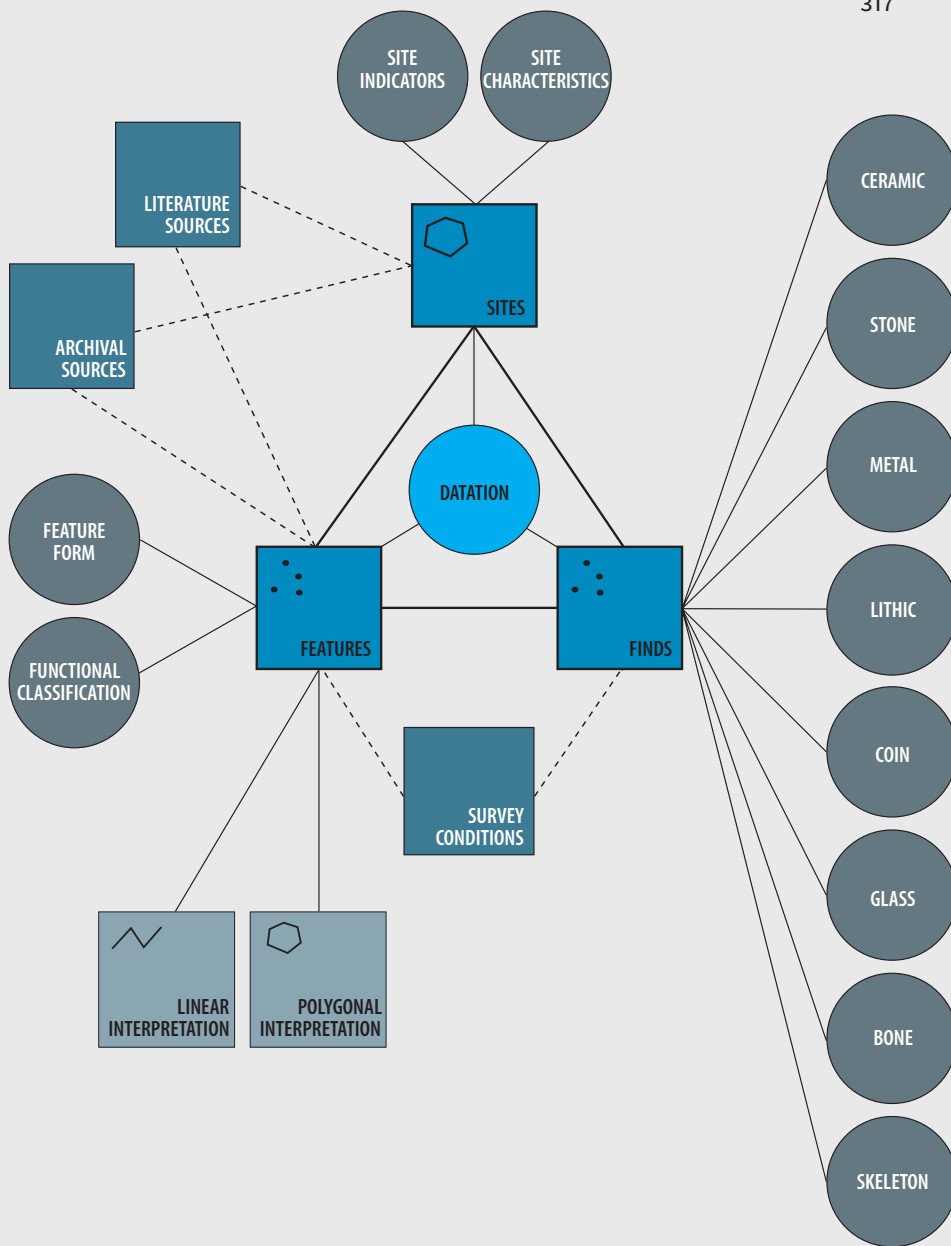 317
SITE
INDICATORS
SITE
CHARACTERISTICS
LITERATURE
SOURCES
CERAMIC
SITES
STONE
ARCHIVAL
SOURCES
METAL
DATATION
FEATURE
FORM
LITHIC
FEATURES
FINDS
FUNCTIONAL
CLASSIFICATION
COIN
SURVEY
CONDITIONS
GLASS
LINEAR
INTERPRETATION
POLYGONAL
INTERPRETATION
BONE
SKELETON